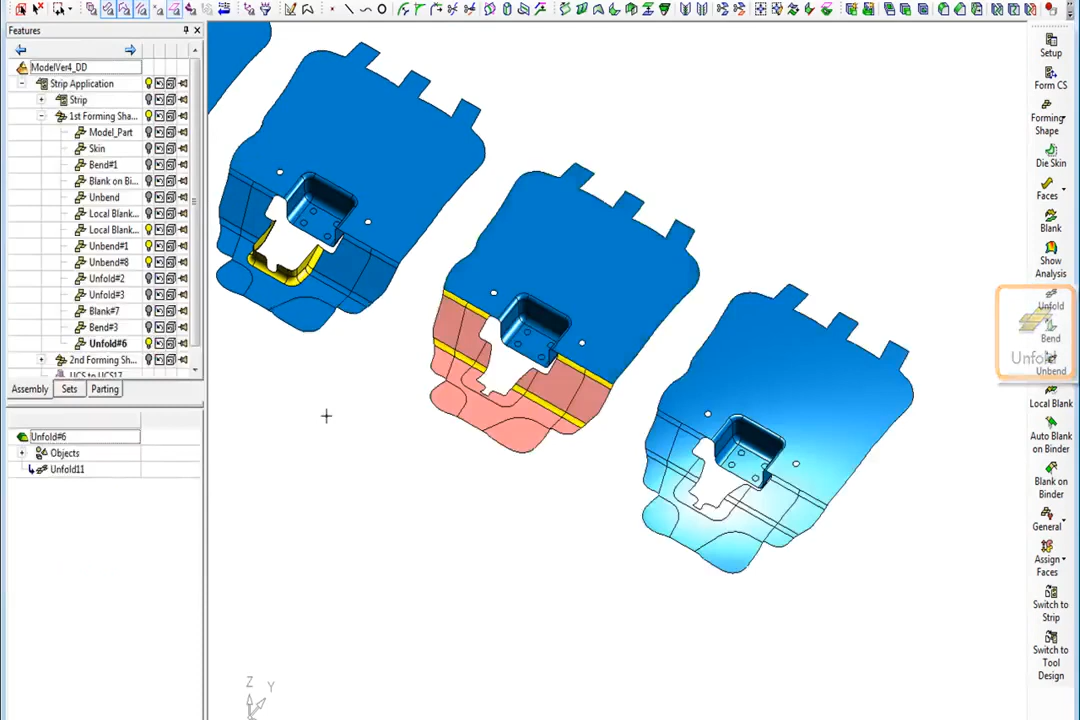 Features
ModelVer4_DD
Strip Application
Strip
1st Forming Sha...
Model_Part
Skin
Bend#1
Blank on Bi...
Unbend
Local Blank...
Local Blank...
Unbend#1
Unbend#8
Unfold#2
Unfold#3
Blank#7
Bend#3
Unfold#6
2nd Forming Sh...
UCS to UCS17
Assembly
Sets
Parting
Unfold#6
Objects
Unfold11
Z
Y
Setup
Form CS
Forming
Shape
Die Skin
Faces
Blank
Show
Analysis
Unfold
Bend
Unfold
Unbend
Local Blank
Auto Blank
on Binder
Blank on
Binder
General
Assign
Faces
Switch to
Strip
Switch to
Tool
Design